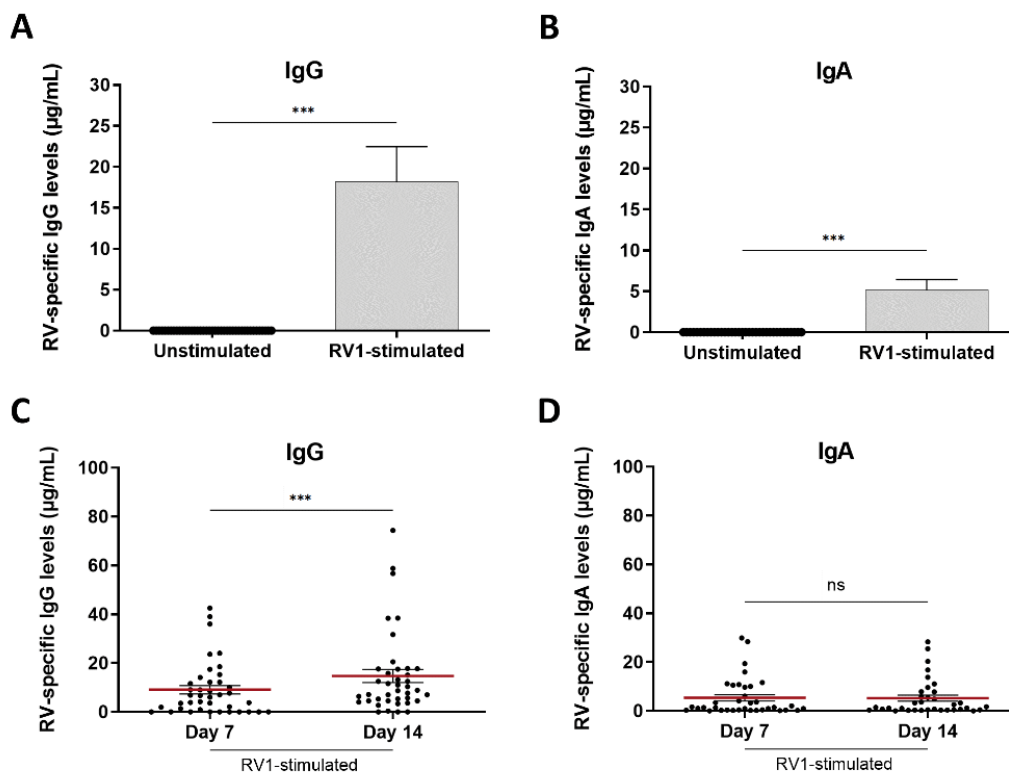 A
IgG
RV-specific IgG levels (µg/mL)
30
25
20
15
10
5
0
***
Unstimulated
RV1-stimulated
B
IgA
RV-specific IgA levels (µg/mL)
30
25
20
15
10
5
0
***
Unstimulated
RV1-stimulated
C
IgG
RV-specific IgG levels (µg/mL)
100
80
60
40
20
0
***
Day 7
Day 14
RV1-stimulated
D
IgA
RV-specific IgA levels (µg/mL)
100
80
60
40
20
0
ns
Day 7
Day 14
RV1-stimulated